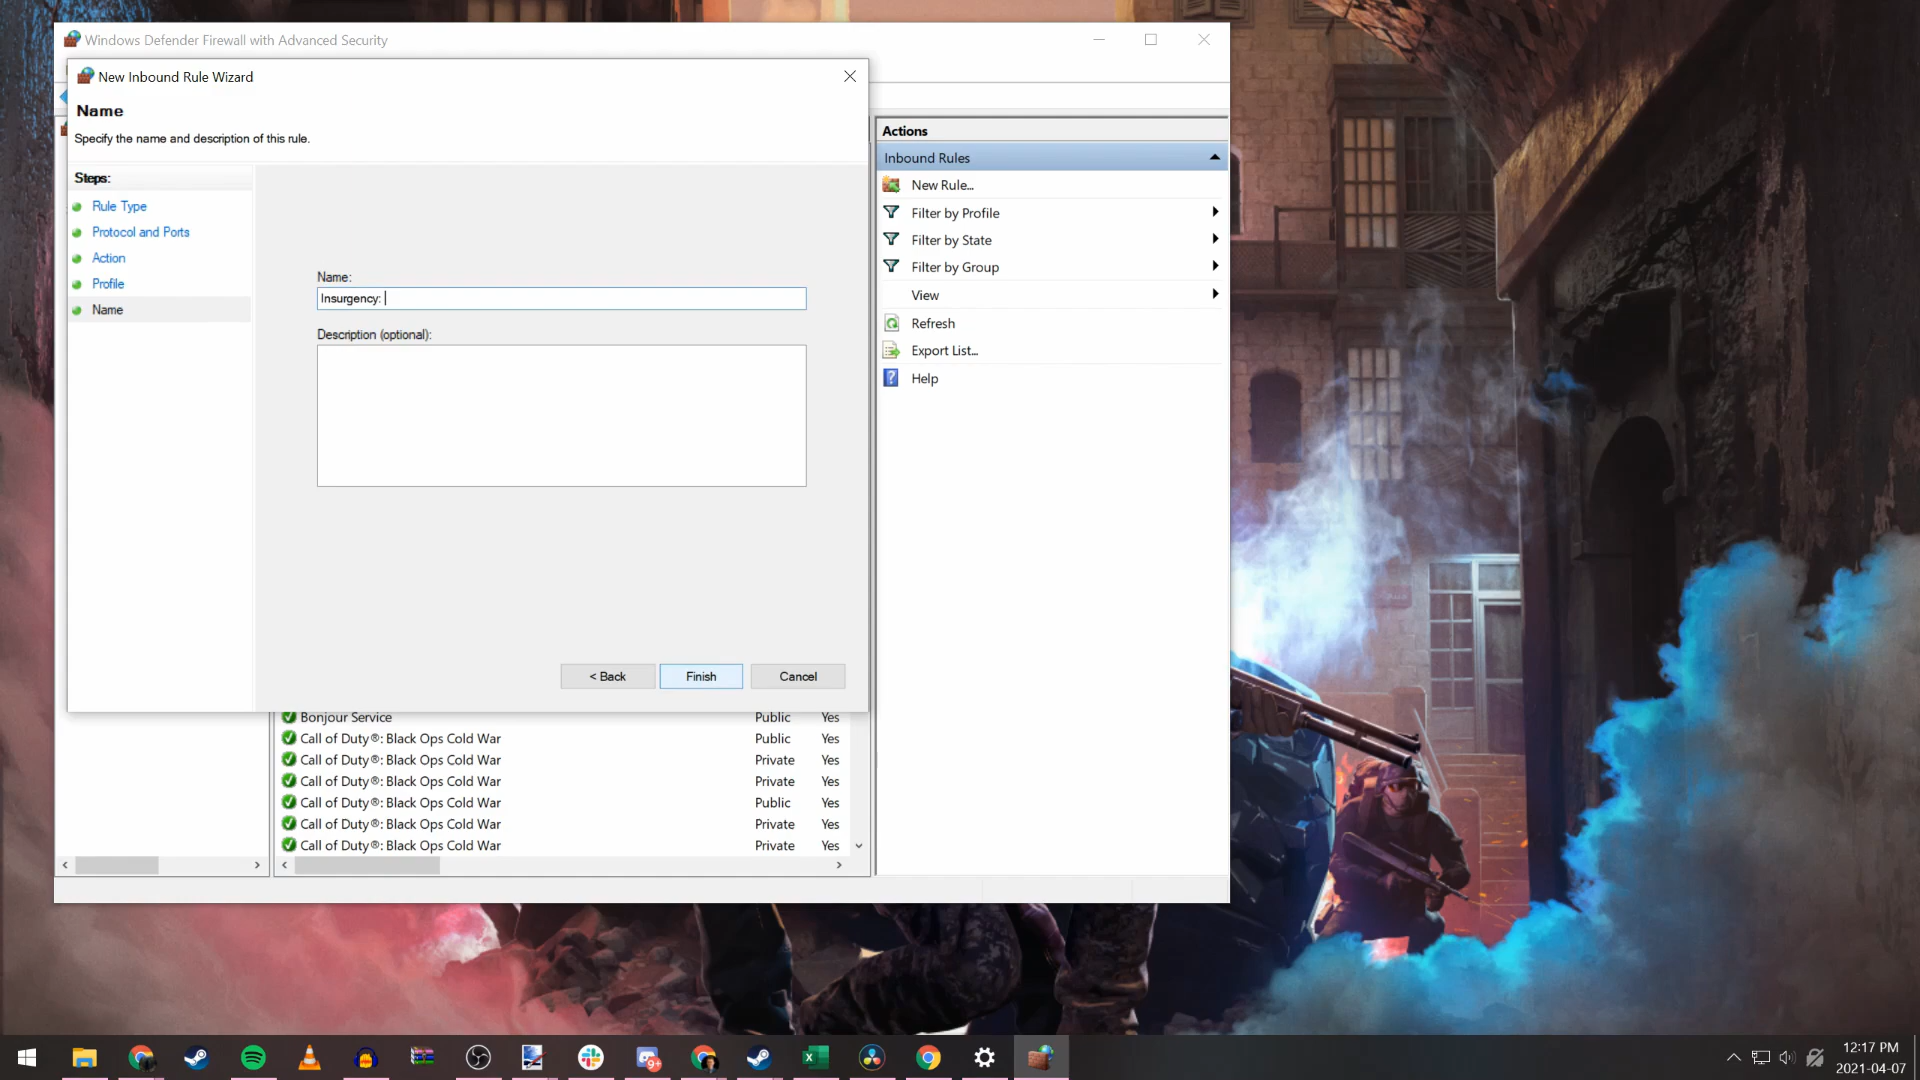 Windows Defender Firewall with Advanced Security
New Inbound Rule Wizard
Name
Specify the name and description of this rule.
Steps:
Rule Type
Protocol and Ports
Action
Profile
Name
Name:
Insurgency:
Description (optional):
< Back
Finish
Cancel
Bonjour Service Public Yes
Call of Duty®: Black Ops Cold War Public Yes
Call of Duty®: Black Ops Cold War Private Yes
Call of Duty®: Black Ops Cold War Private Yes
Call of Duty®: Black Ops Cold War Public Yes
Call of Duty®: Black Ops Cold War Private Yes
Call of Duty®: Black Ops Cold War Private Yes
Actions
Inbound Rules
New Rule...
Filter by Profile
Filter by State
Filter by Group
View
Refresh
Export List...
Help
9+
12:17 PM
2021-04-07